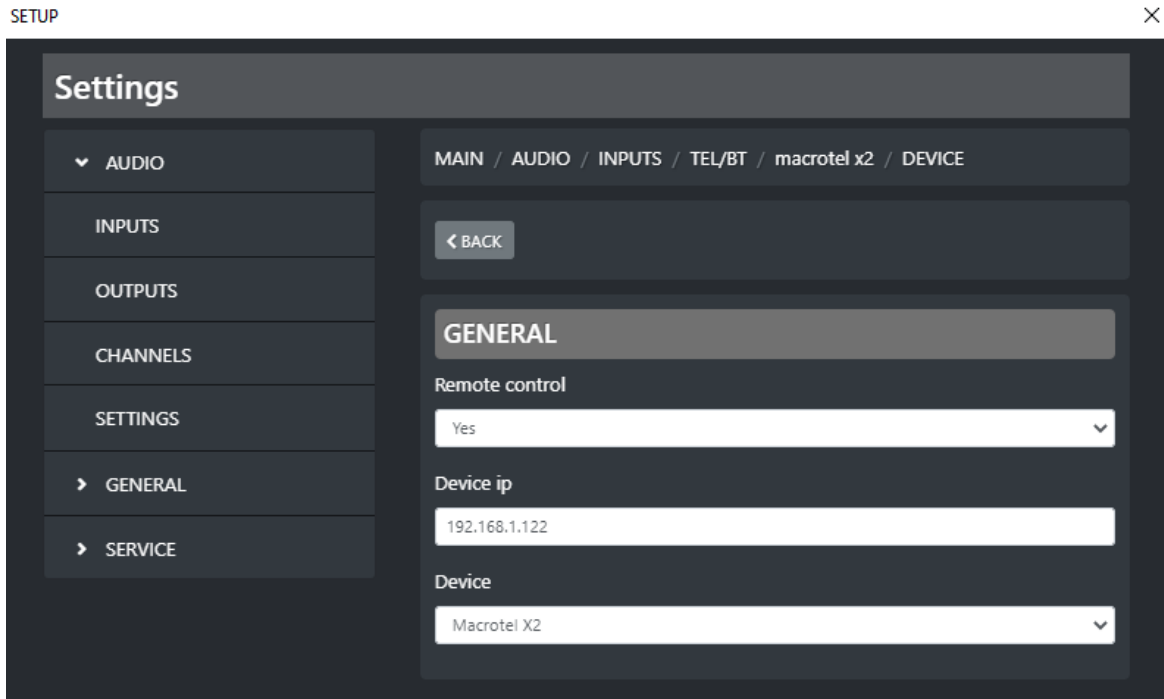 SETUP
Settings
AUDIO
INPUTS
OUTPUTS
CHANNELS
SETTINGS
GENERAL
SERVICE
MAIN / AUDIO / INPUTS / TEL/BT / macrotel x2 / DEVICE
BACK
GENERAL
Remote control
Yes
Device ip
192.168.1.122
Device
Macrotel X2